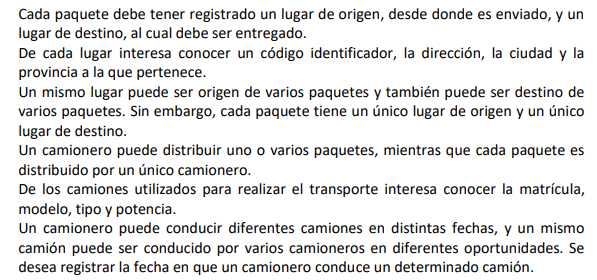 Cada paquete debe tener registrado un lugar de origen, desde donde es enviado, y un
lugar de destino, al cual debe ser entregado.
De cada lugar interesa conocer un código identificador, la dirección, la ciudad y la
provincia a la que pertenece.
Un mismo lugar puede ser origen de varios paquetes y también puede ser destino de
varios paquetes. Sin embargo, cada paquete tiene un único lugar de origen y un único
lugar de destino.
Un camionero puede distribuir uno o varios paquetes, mientras que cada paquete es
distribuido por un único camionero.
De los camiones utilizados para realizar el transporte interesa conocer la matrícula,
modelo, tipo y potencia.
Un camionero puede conducir diferentes camiones en distintas fechas, y un mismo
camión puede ser conducido por varios camioneros en diferentes oportunidades. Se
desea registrar la fecha en que un camionero conduce un determinado camión.